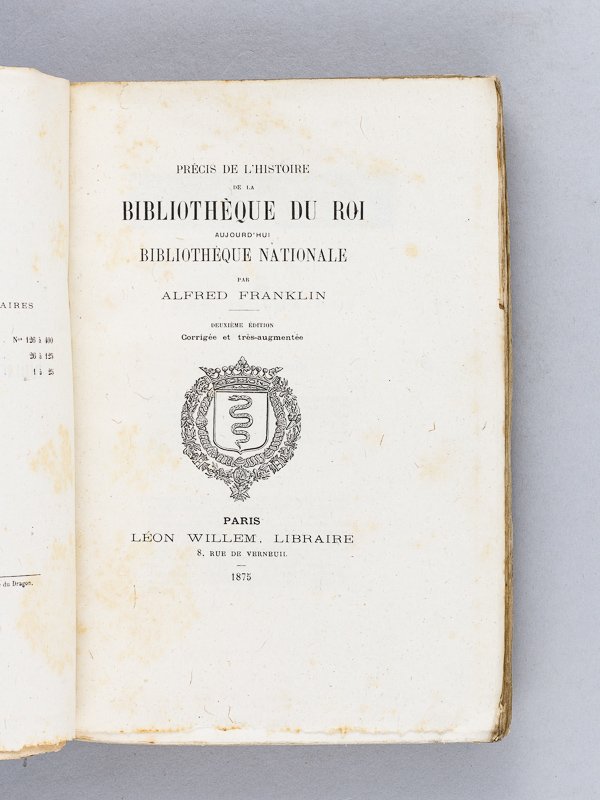 AIRES
Nos 126 à 400
26 à 125
1 à 25
du Dragon.
PRÉCIS DE L'HISTOIRE
DE LA
BIBLIOTHÈQUE DU ROI
AUJOURD'HUI
BIBLIOTHÈQUE NATIONALE
PAR
ALFRED FRANKLIN
DEUXIÈME ÉDITION
Corrigée et très-augmentée
PARIS
LÉON WILLEM, LIBRAIRE
8, RUE DE VERNEUIL
1875